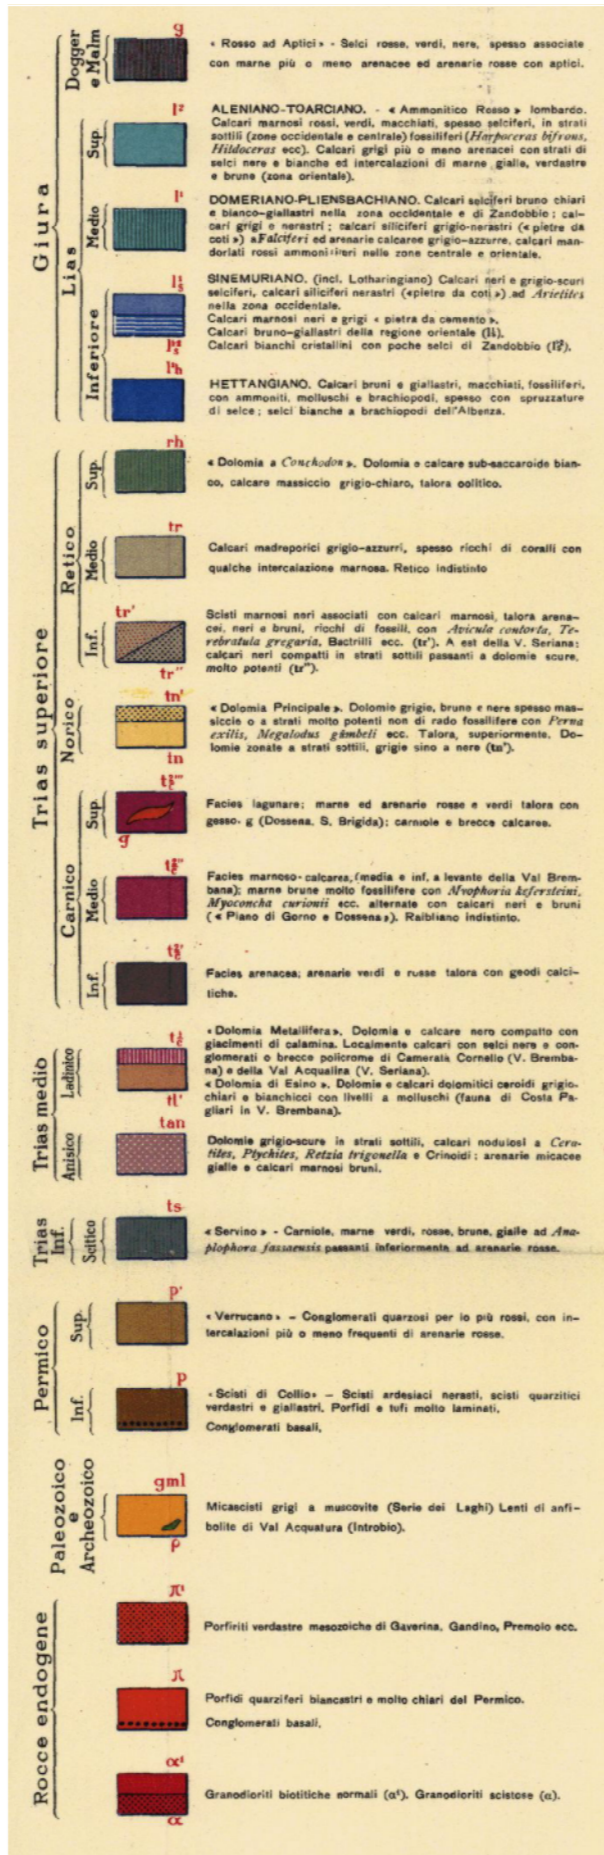 Giura
Dogger e Malm
g
« Rosso ad Aptici » - Selci rosse, verdi, nere, spesso associate
con marne più o meno arenacee ed arenarie rosse con aptici.
Lias
Sup.
l²
ALENIANO-TOARCIANO. - « Ammonitico Rosso » lombardo.
Calcari marnosi rossi, verdi, macchiati, spesso selciferi, in strati
sottili (zone occidentale e centrale) fossiliferi (Harpoceras bifrons,
Hildoceras ecc). Calcari grigi più o meno arenacei con strati di
selci nere e bianche ed intercalazioni di marne gialle, verdastre
e brune (zona orientale).
Medio
l¹
DOMERIANO-PLIENSBACHIANO. Calcari selciferi bruno chiari
e bianco-giallastri nella zona occidentale e di Zandobbio; cal-
cari grigi e nerastri; calcari siliciferi grigio-nerastri (« pietre da
coti ») a Falciferi ed arenarie calcaree grigio-azzurre, calcari man-
dorlati rossi ammonitiferi nelle zone centrale e orientale.
Inferiore
SINEMURIANO. (incl. Lotharingiano) Calcari neri e grigio-scuri
selciferi, calcari siliciferi nerastri («pietre da coti») ad Arietites
nella zona occidentale.
Calcari marnosi neri e grigi « pietra da cemento ».
Calcari bruno-giallastri della regione orientale
Calcari bianchi cristallini con poche selci di Zandobbio
HETTANGIANO. Calcari bruni e giallastri, macchiati, fossiliferi,
con ammoniti, molluschi e brachiopodi, spesso con spruzzature
di selce; selci bianche a brachiopodi dell'Albenza.
Trias superiore
Retico
Sup.
rh
« Dolomia a Conchodon ». Dolomia e calcare sub-saccaroide bian-
co, calcare massiccio grigio-chiaro, talora oolitico.
Medio
tr
Calcari madreporici grigio-azzurri, spesso ricchi di coralli con
qualche intercalazione marnosa. Retico indistinto
Inf.
tr'
tr''
Scisti marnosi neri associati con calcari marnosi, talora arena-
cei, neri e bruni, ricchi di fossili, con Avicula contorta, Te-
rebratula gregaria, Bactrilli ecc. (tr'). A est della V. Seriana:
calcari neri compatti in strati sottili passanti a dolomie scure,
molto potenti (tr'').
Norico
tn'
tn
« Dolomia Principale ». Dolomie grigie, brune e nere spesso mas-
siccie o a strati molto potenti non di rado fossilifere con Perna
exilis, Megalodus gümbeli ecc. Talora, superiormente, Do-
lomie zonate a strati sottili, grigie sino a nere (tn').
Carnico
Sup
g
Facies lagunare; marne ed arenarie rosse e verdi talora con
gesso- g (Dossena, S. Brigida); carniole e brecce calcaree.
Medio
Facies marnoso-calcarea, (media e inf. a levante della Val Brem-
bana); marne brune molto fossilifere con Myophoria kefersteini,
Myoconcha curionii ecc. alternate con calcari neri e bruni
(« Piano di Gorno e Dossena»). Raibliano indistinto.
Inf.
Facies arenacea; arenarie verdi e rosse talora con geodi calci-
tiche.
Trias medio
Ladinico
tl'
« Dolomia Metallifera». Dolomia e calcare nero compatto con
giacimenti di calamina. Localmente calcari con selci nere e con-
glomerati o brecce policrome di Camerata Cornello (V. Bremba-
na) e della Val Acqualina (V. Seriana).
« Dolomia di Esino ». Dolomie e calcari dolomitici ceroidi grigio-
chiari e bianchicci con livelli a molluschi (fauna di Costa Pa-
gliari in V. Brembana).
Anisico
tan
Dolomie grigio-scure in strati sottili, calcari nodulosi a Cera-
tites, Ptychites, Retzia trigonella e Crinoidi; arenarie micacee
gialle e calcari marnosi bruni.
Trias Inf.
Scitico
ts
« Servino » - Carniole, marne verdi, rosse, brune, gialle ad Ana-
plophora fassaensis passanti inferiormente ad arenarie rosse.
Permico
Sup.
p'
« Verrucano » – Conglomerati quarzosi per lo più rossi, con in-
tercalazioni più o meno frequenti di arenarie rosse.
Inf.
p
«Scisti di Collio» – Scisti ardesiaci nerasti, scisti quarzitici
verdastri e giallastri. Porfidi e tufi molto laminati.
Conglomerati basali.
Paleozoico e Archeozoico
gml
ρ
Micascisti grigi a muscovite (Serie dei Laghi) Lenti di anfi-
bolite di Val Acquatura (Introbio).
Rocce endogene
π'
Porfiriti verdastre mesozoiche di Gaverina, Gandino, Premolo ecc.
π
Porfidi quarziferi biancastri e molto chiari del Permico.
Conglomerati basali.
α'
α
Granodioriti biotitiche normali (α'). Granodioriti scistose (α).